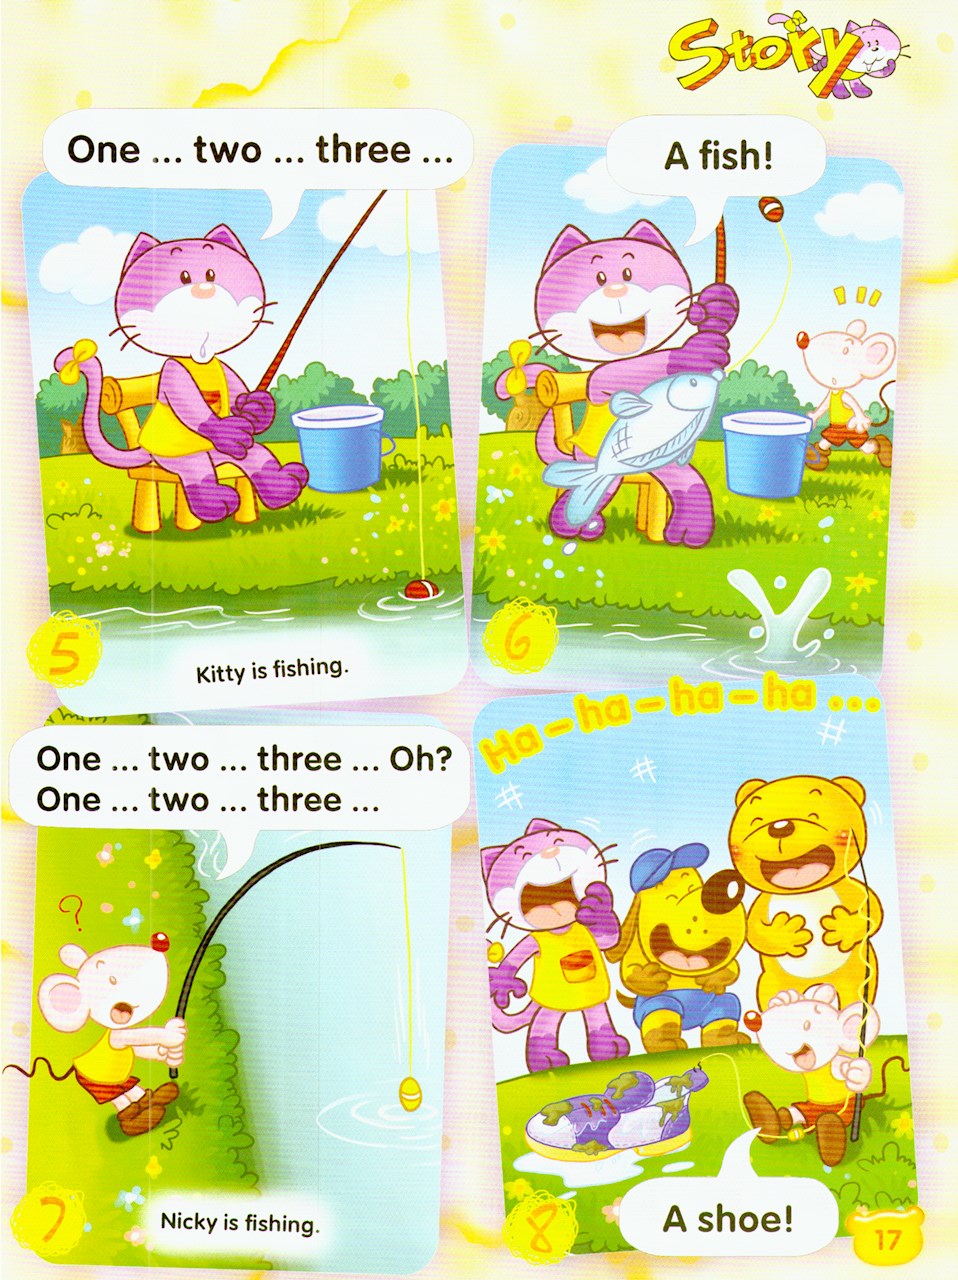 Story
One ... two ... three ...
A fish!
5
Kitty is fishing.
6
One ... two ... three ... Oh?
One ... two ... three ...
Ha – ha – ha – ha ...
?
7
Nicky is fishing.
8
A shoe!
17